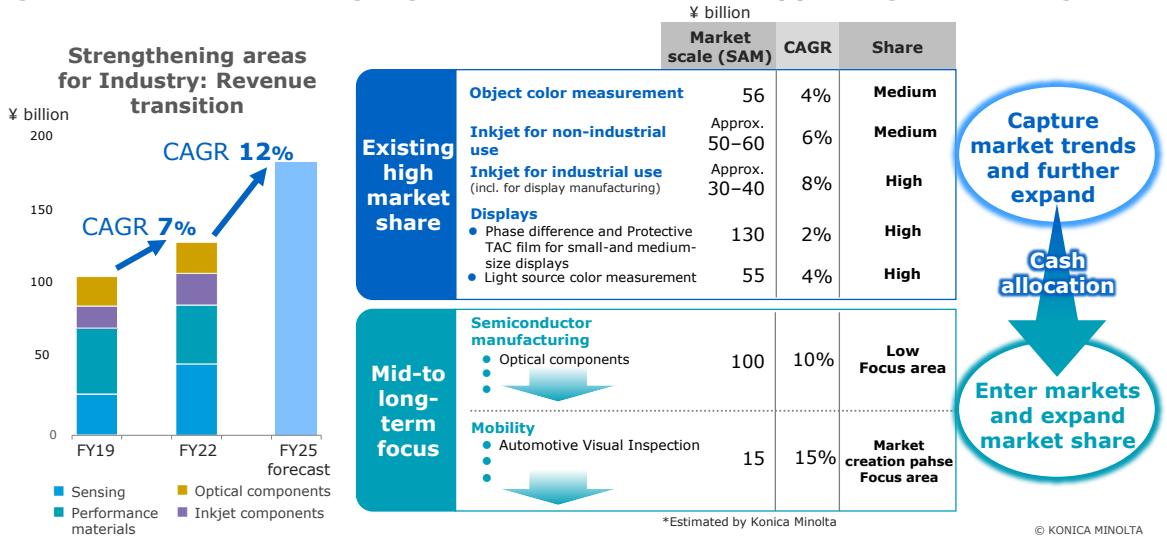 Strengthening areas
for Industry: Revenue
transition
¥ billion
200
150
100
50
0
CAGR 7%
CAGR 12%
FY19
FY22
FY25
forecast
Sensing
Optical components
Performance
materials
Inkjet components
¥ billion
Market
scale (SAM)
CAGR
Share
Existing
high
market
share
Object color measurement
56
4%
Medium
Inkjet for non-industrial
use
Approx.
50–60
6%
Medium
Inkjet for industrial use
(incl. for display manufacturing)
Approx.
30–40
8%
High
Displays
• Phase difference and Protective
TAC film for small-and medium-
size displays
130
2%
High
• Light source color measurement
55
4%
High
Mid-to
long-
term
focus
Semiconductor
manufacturing
• Optical components
•
•
100
10%
Low
Focus area
Mobility
• Automotive Visual Inspection
•
•
15
15%
Market
creation pahse
Focus area
*Estimated by Konica Minolta
Capture
market trends
and further
expand
Cash
allocation
Enter markets
and expand
market share
© KONICA MINOLTA